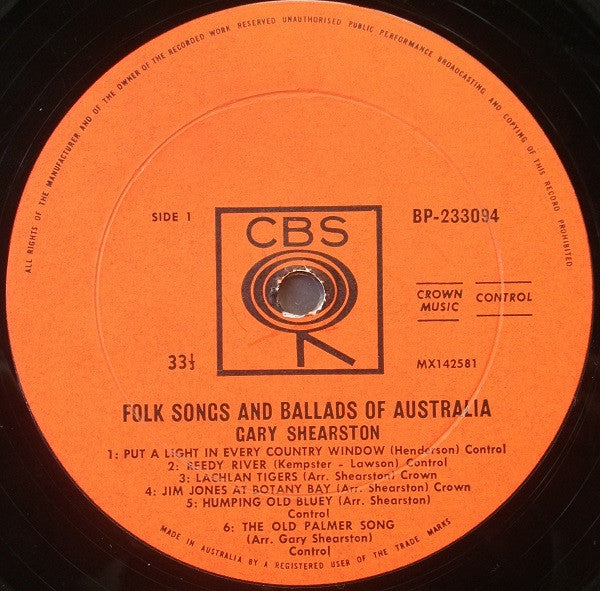 ALL RIGHTS OF THE MANUFACTURER AND OF THE OWNER OF THE RECORDED WORK RESERVED UNAUTHORISED PUBLIC PERFORMANCE BROADCASTING AND COPYING OF THIS RECORD PROHIBITED
SIDE 1
BP-233094
CBS
CROWN MUSIC
CONTROL
33⅓
MX142581
FOLK SONGS AND BALLADS OF AUSTRALIA
GARY SHEARSTON
1: PUT A LIGHT IN EVERY COUNTRY WINDOW (Henderson) Control
2: REEDY RIVER (Kempster - Lawson) Control
3: LACHLAN TIGERS (Arr. Shearston) Crown
4: JIM JONES AT BOTANY BAY (Arr. Shearston) Crown
5: HUMPING OLD BLUEY (Arr. Shearston)
Control
6: THE OLD PALMER SONG
(Arr. Gary Shearston)
Control
MADE IN AUSTRALIA BY A REGISTERED USER OF THE TRADE MARKS